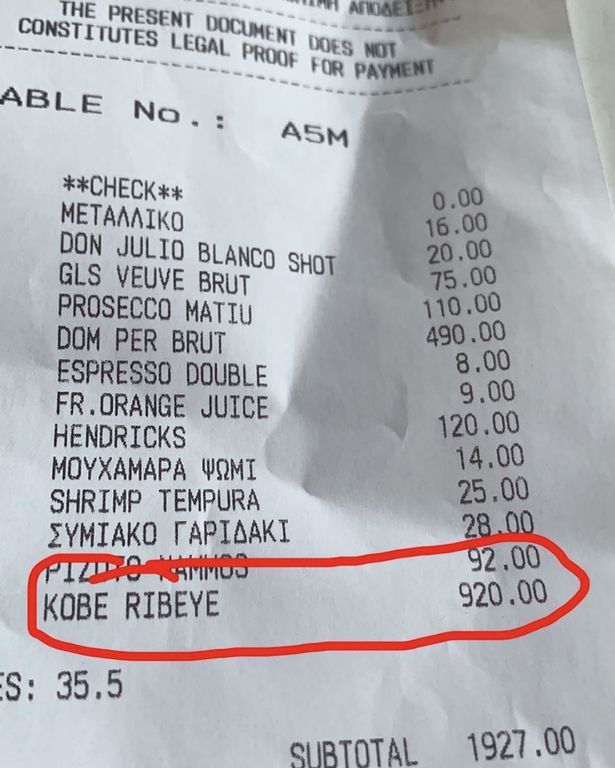 THE PRESENT DOCUMENT DOES NOT
CONSTITUTES LEGAL PROOF FOR PAYMENT
ABLE No.: A5M
**CHECK** 0.00
ΜΕΤΑΛΛΙΚΟ 16.00
DON JULIO BLANCO SHOT 20.00
GLS VEUVE BRUT 75.00
PROSECCO MATIU 110.00
DOM PER BRUT 490.00
ESPRESSO DOUBLE 8.00
FR.ORANGE JUICE 9.00
HENDRICKS 120.00
ΜΟΥΧΑΜΑΡΑ ΨΩΜΙ 14.00
SHRIMP TEMPURA 25.00
ΣΥΜΙΑΚΟ ΓΑΡΙΔΑΚΙ 28.00
92.00
KOBE RIBEYE 920.00
ES: 35.5
SUBTOTAL 1927.00